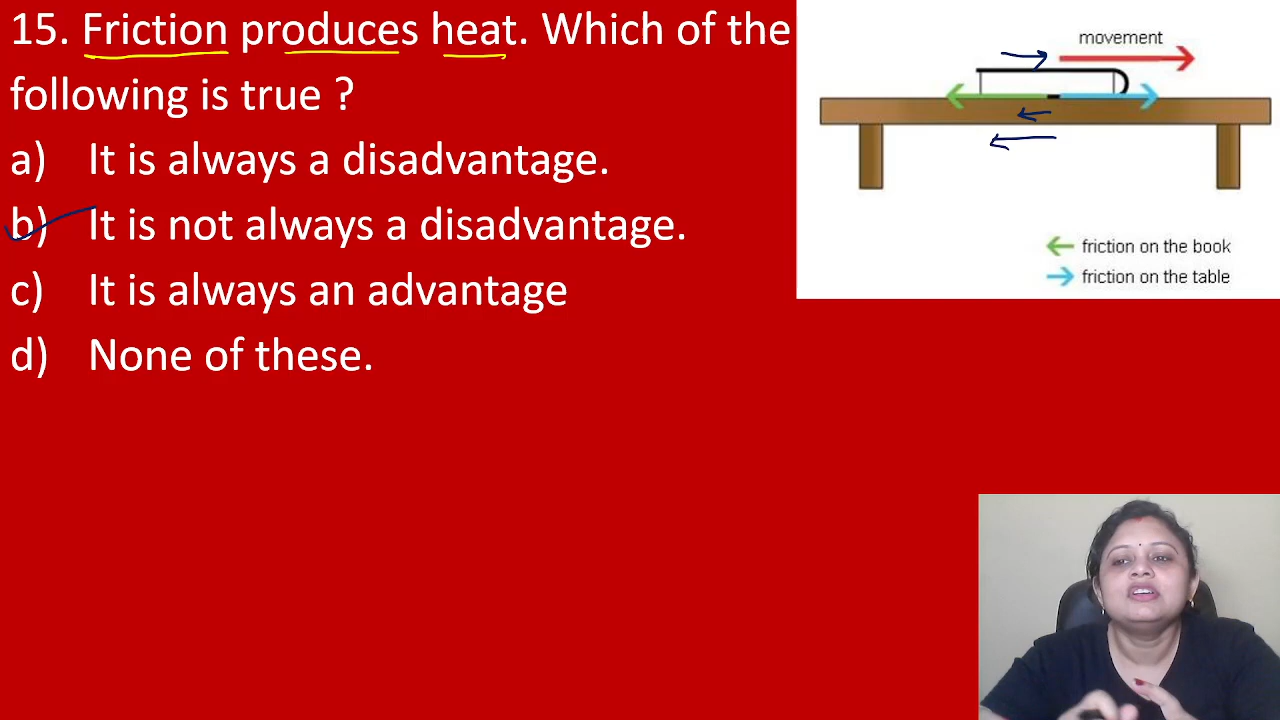 15. Friction produces heat. Which of the
following is true ?
a) It is always a disadvantage.
b) It is not always a disadvantage.
c) It is always an advantage
d) None of these.
movement
friction on the book
friction on the table